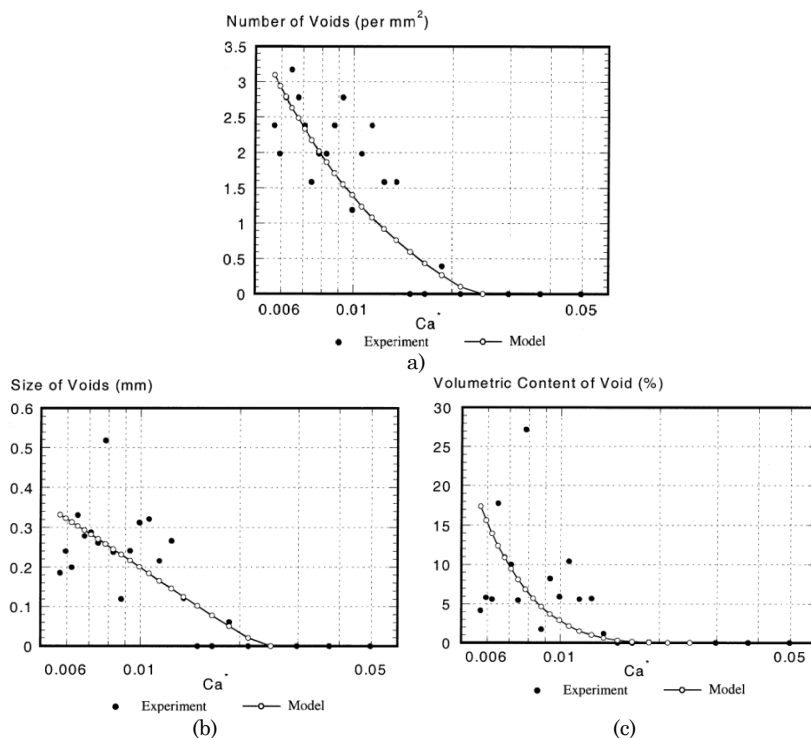 Number of Voids (per mm²)
3.5
3
2.5
2
1.5
1
0.5
0
0.006
0.01
0.05
Ca*
● Experiment —○— Model
a)
Size of Voids (mm)
0.6
0.5
0.4
0.3
0.2
0.1
0
0.006
0.01
0.05
Ca*
● Experiment —○— Model
(b)
Volumetric Content of Void (%)
30
25
20
15
10
5
0
0.006
0.01
0.05
Ca*
● Experiment —○— Model
(c)